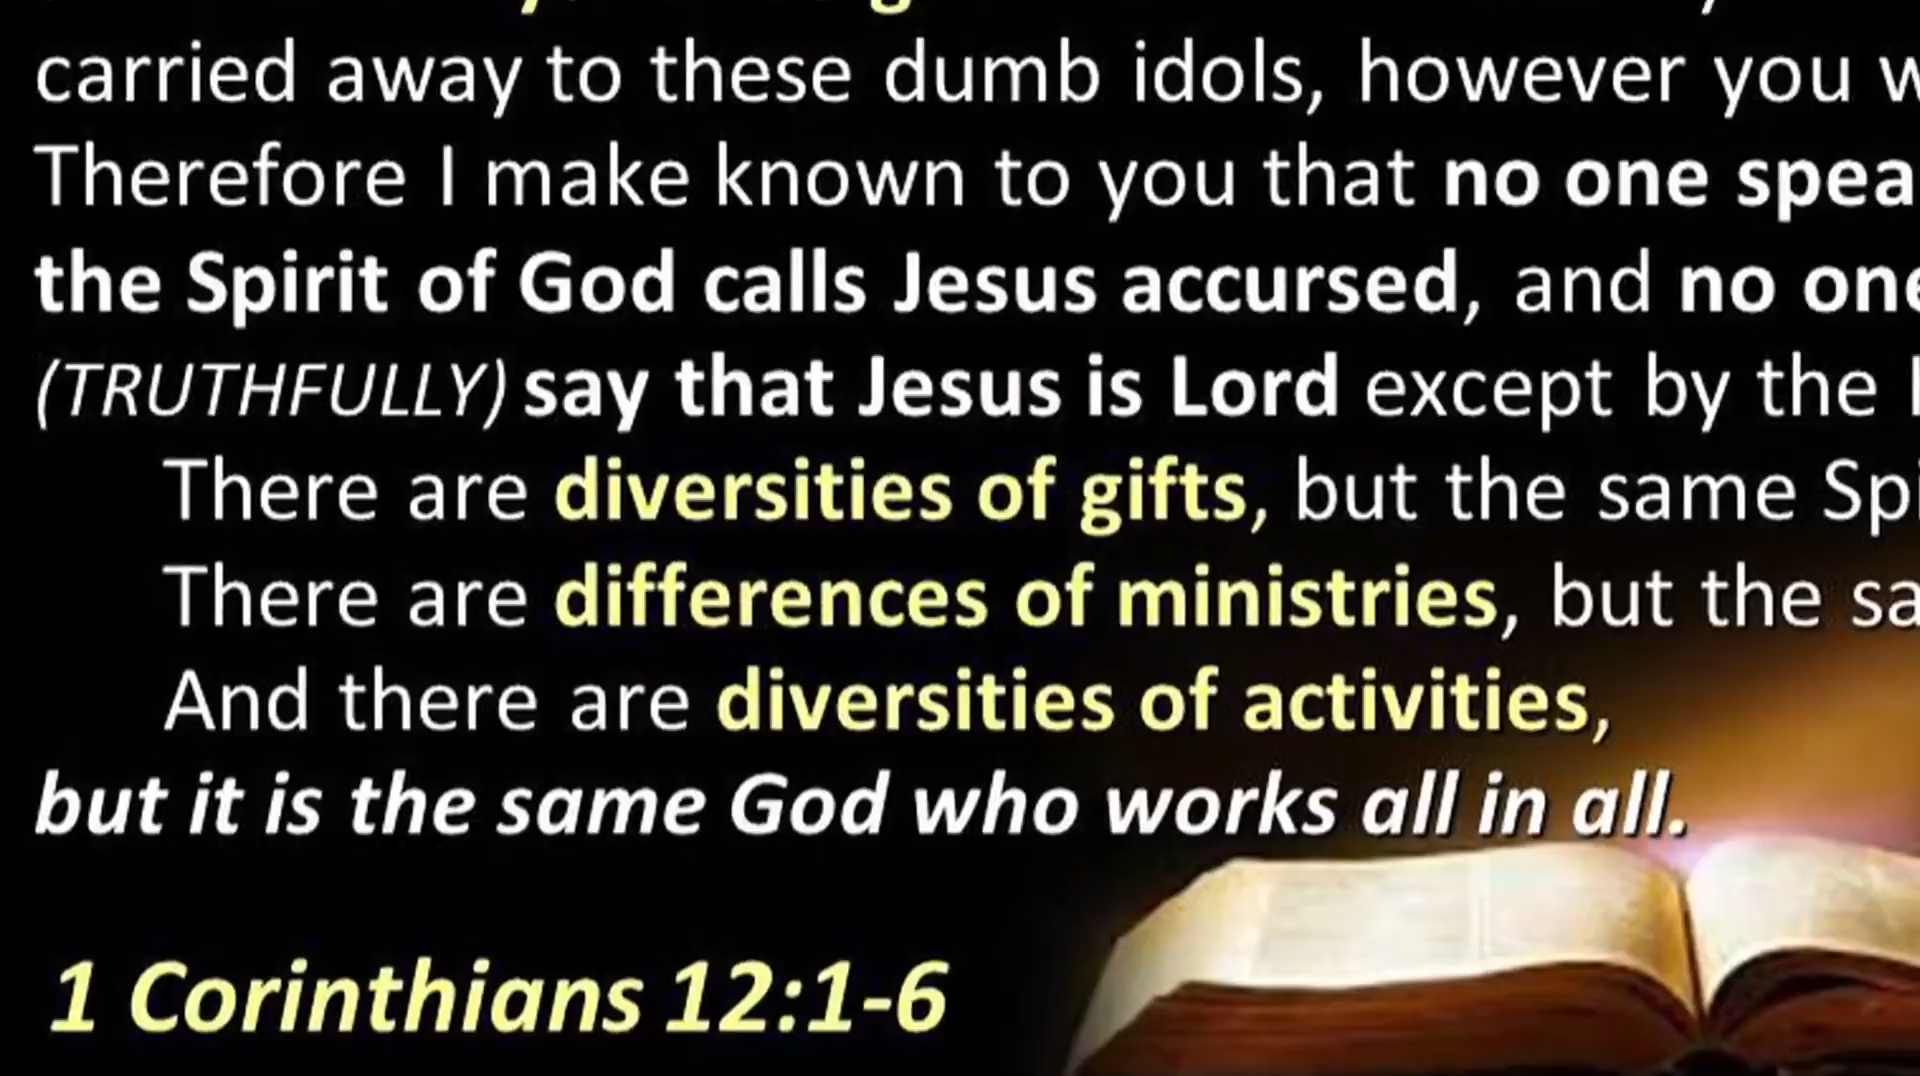 carried away to these dumb idols, however you
Therefore I make known to you that no one
the Spirit of God calls Jesus accursed, and no one
(TRUTHFULLY) say that Jesus is Lord except by the
There are diversities of gifts, but the same
There are differences of ministries, but the
And there are diversities of activities,
but it is the same God who works all in all.
1 Corinthians 12:1-6